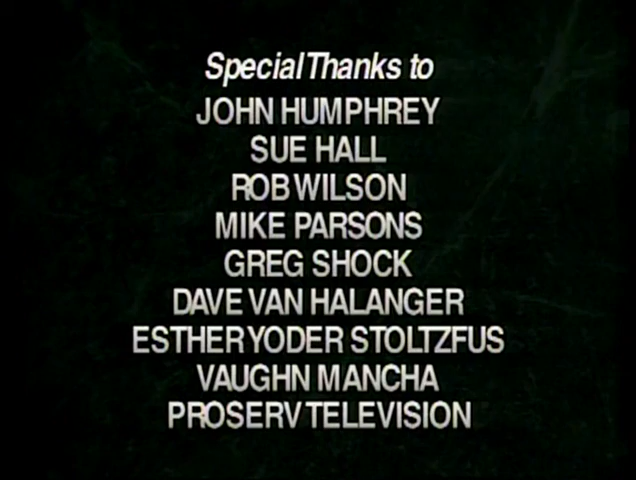 Special Thanks to
JOHN HUMPHREY
SUE HALL
ROB WILSON
MIKE PARSONS
GREG SHOCK
DAVE VAN HALANGER
ESTHER YODER STOLTZFUS
VAUGHN MANCHA
PROSERV TELEVISION